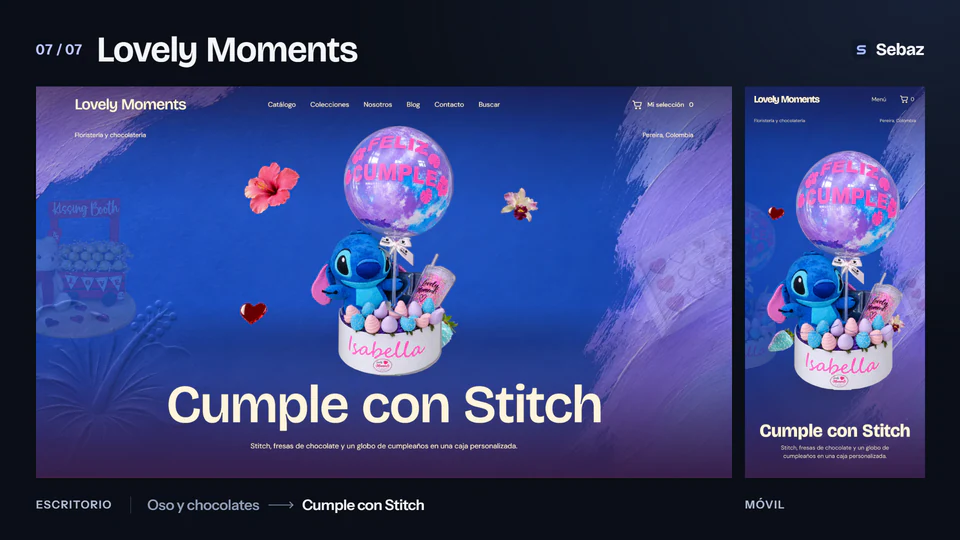 07 / 07 Lovely Moments
S Sebaz
Lovely Moments
Catálogo Colecciones Nosotros Blog Contacto Buscar
Mi selección 0
Floristería y chocolatería
Pereira, Colombia
Kissing Booth
FELIZ
CUMPLE
Isabella
Cumple con Stitch
Stitch, fresas de chocolate y un globo de cumpleaños en una caja personalizada.
Lovely Moments
Menú
0
Floristería y chocolatería
Pereira, Colombia
FELIZ
CUMPLE
Isabella
Cumple con Stitch
Stitch, fresas de chocolate y un globo de
cumpleaños en una caja personalizada.
ESCRITORIO
Oso y chocolates → Cumple con Stitch
MÓVIL